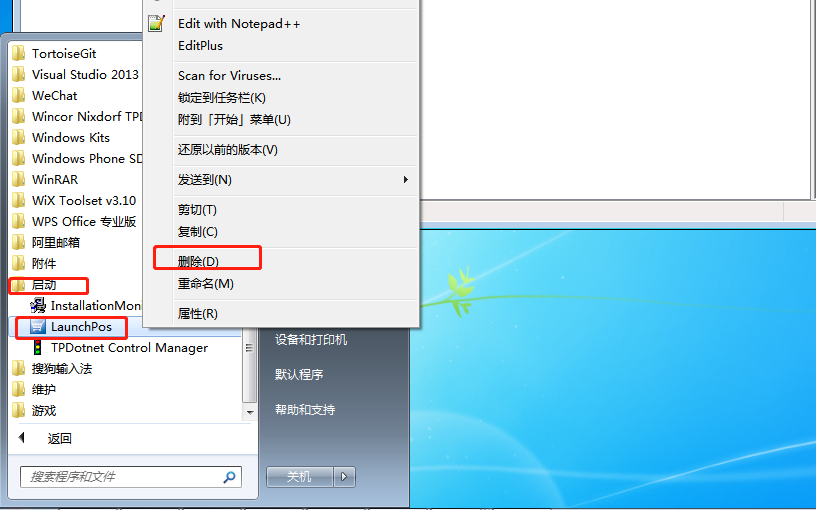 TortoiseGit
Visual Studio 2013
WeChat
Wincor Nixdorf TPD
Windows Kits
Windows Phone SD
WinRAR
WiX Toolset v3.10
WPS Office 专业版
阿里邮箱
附件
启动
InstallationMoni
LaunchPos
TPDotnet Control Manager
搜狗输入法
维护
游戏
返回
搜索程序和文件
Edit with Notepad++
EditPlus
Scan for Viruses...
锁定到任务栏(K)
附到「开始」菜单(U)
还原以前的版本(V)
发送到(N)
剪切(T)
复制(C)
删除(D)
重命名(M)
属性(R)
设备和打印机
默认程序
帮助和支持
关机